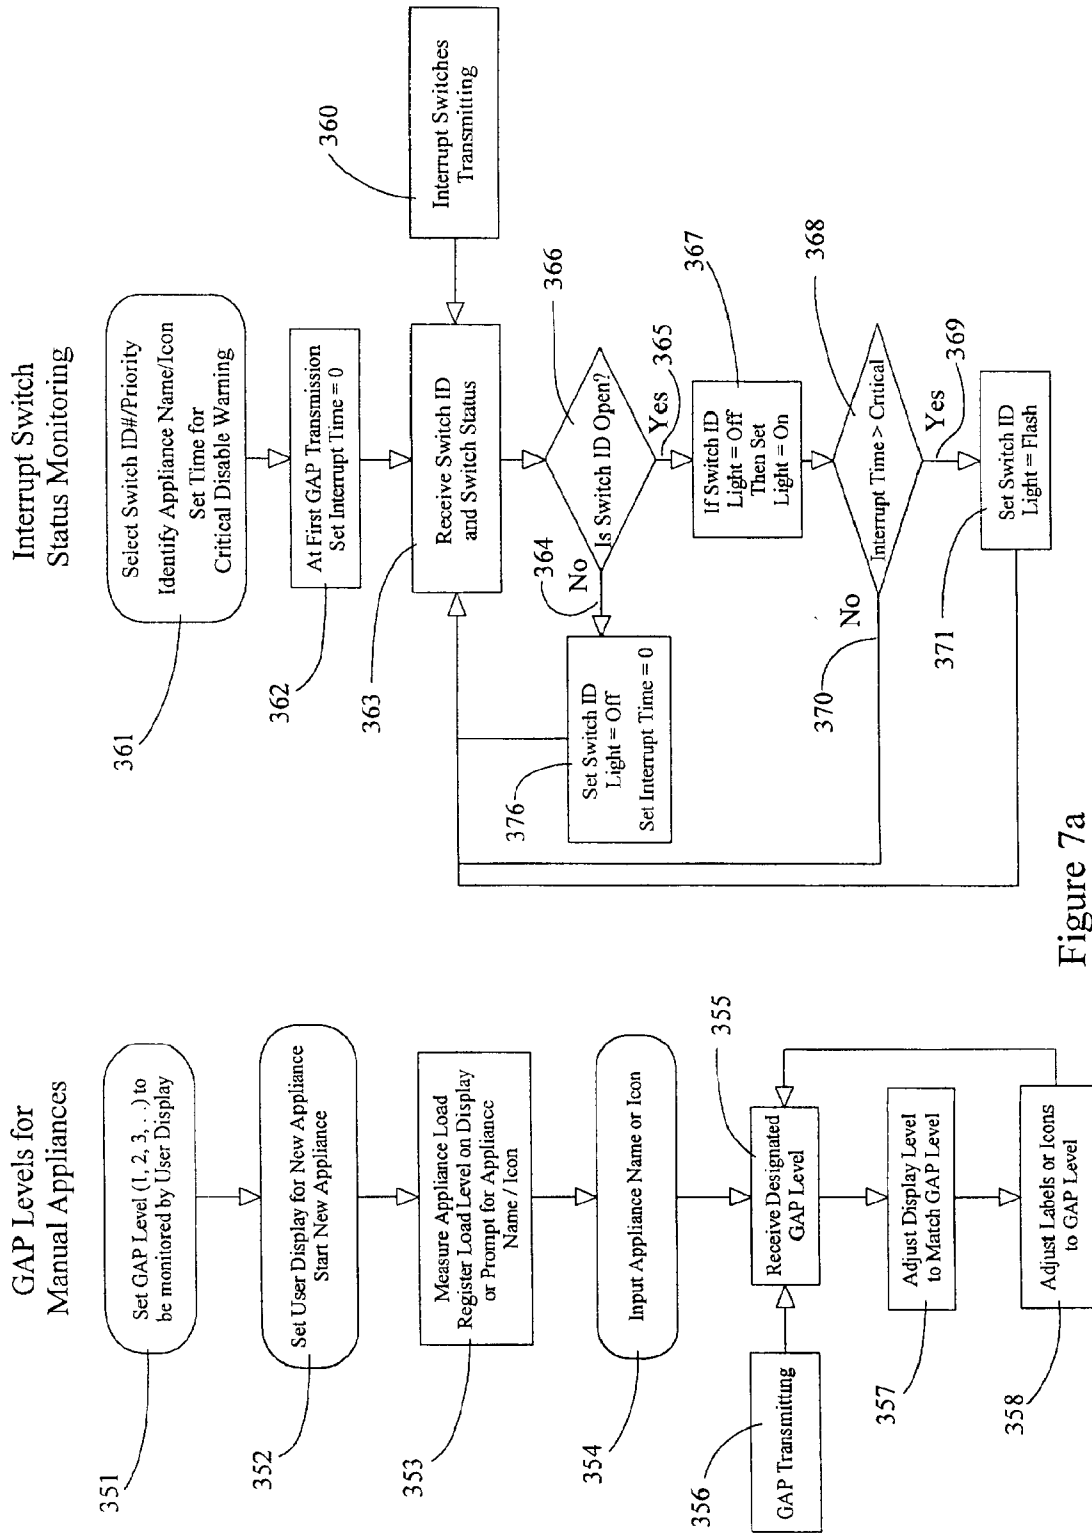 GAP Levels for
Manual Appliances
351
Set GAP Level (1, 2, 3, . . .) to
be monitored by User Display
352
Set User Display for New Appliance
Start New Appliance
353
Measure Appliance Load
Register Load Level on Display
or Prompt for Appliance
Name / Icon
354
Input Appliance Name or Icon
355
Receive Designated
GAP Level
356
GAP Transmitting
357
Adjust Display Level
to Match GAP Level
358
Adjust Labels or Icons
to GAP Level
Interrupt Switch
Status Monitoring
361
Select Switch ID#/Priority
Identify Appliance Name/Icon
Set Time for
Critical Disable Warning
362
At First GAP Transmission
Set Interrupt Time = 0
360
Interrupt Switches
Transmitting
363
Receive Switch ID
and Switch Status
366
Is Switch ID Open?
364
No
365
Yes
376
Set Switch ID
Light = Off
Set Interrupt Time = 0
367
If Switch ID
Light = Off
Then Set
Light = On
368
Interrupt Time > Critical
370
No
369
Yes
371
Set Switch ID
Light = Flash
Figure 7a